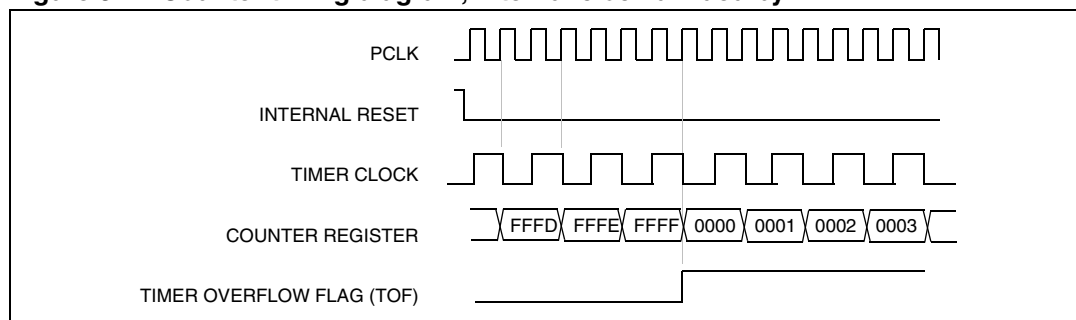 PCLK
INTERNAL RESET
TIMER CLOCK
FFFD FFFE FFFF 0000 0001 0002 0003
COUNTER REGISTER
TIMER OVERFLOW FLAG (TOF)